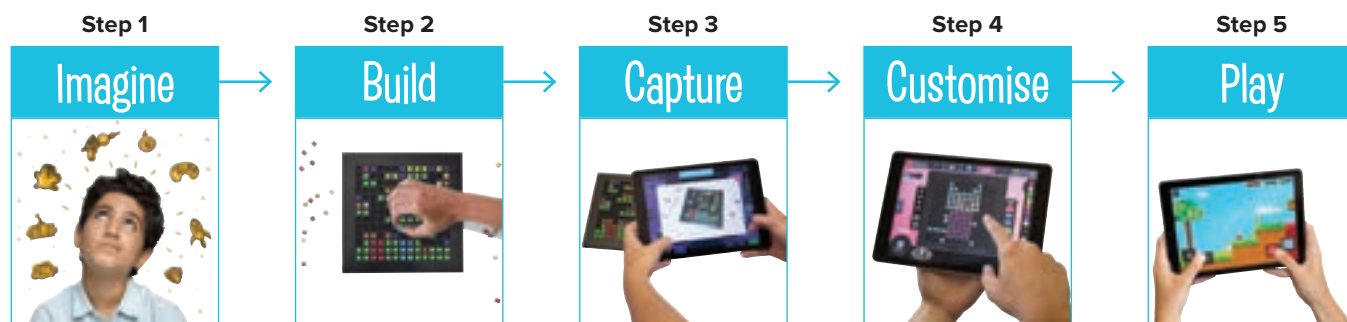 Step 1
Imagine
Step 2
Build
Step 3
Capture
Step 4
Customise
Step 5
Play